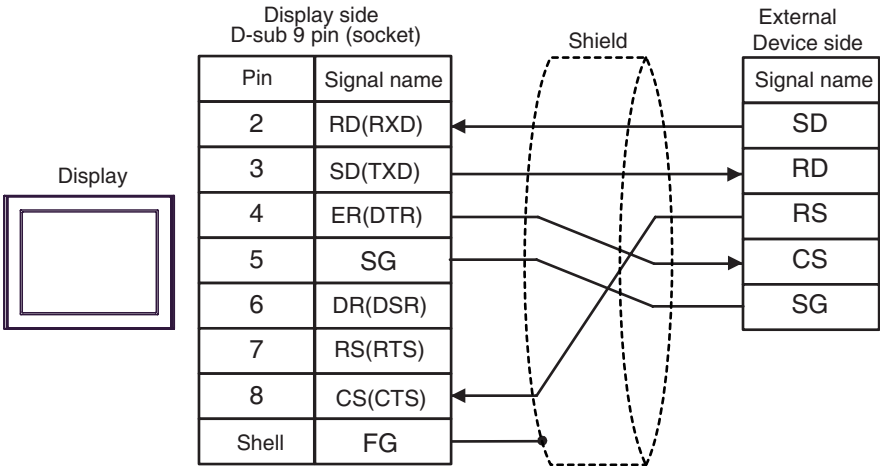 Display side
D-sub 9 pin (socket)
Shield
External
Device side
Pin Signal name
Signal name
2 RD(RXD)
SD
3 SD(TXD)
RD
Display
4 ER(DTR)
RS
5 SG
CS
6 DR(DSR)
SG
7 RS(RTS)
8 CS(CTS)
Shell FG